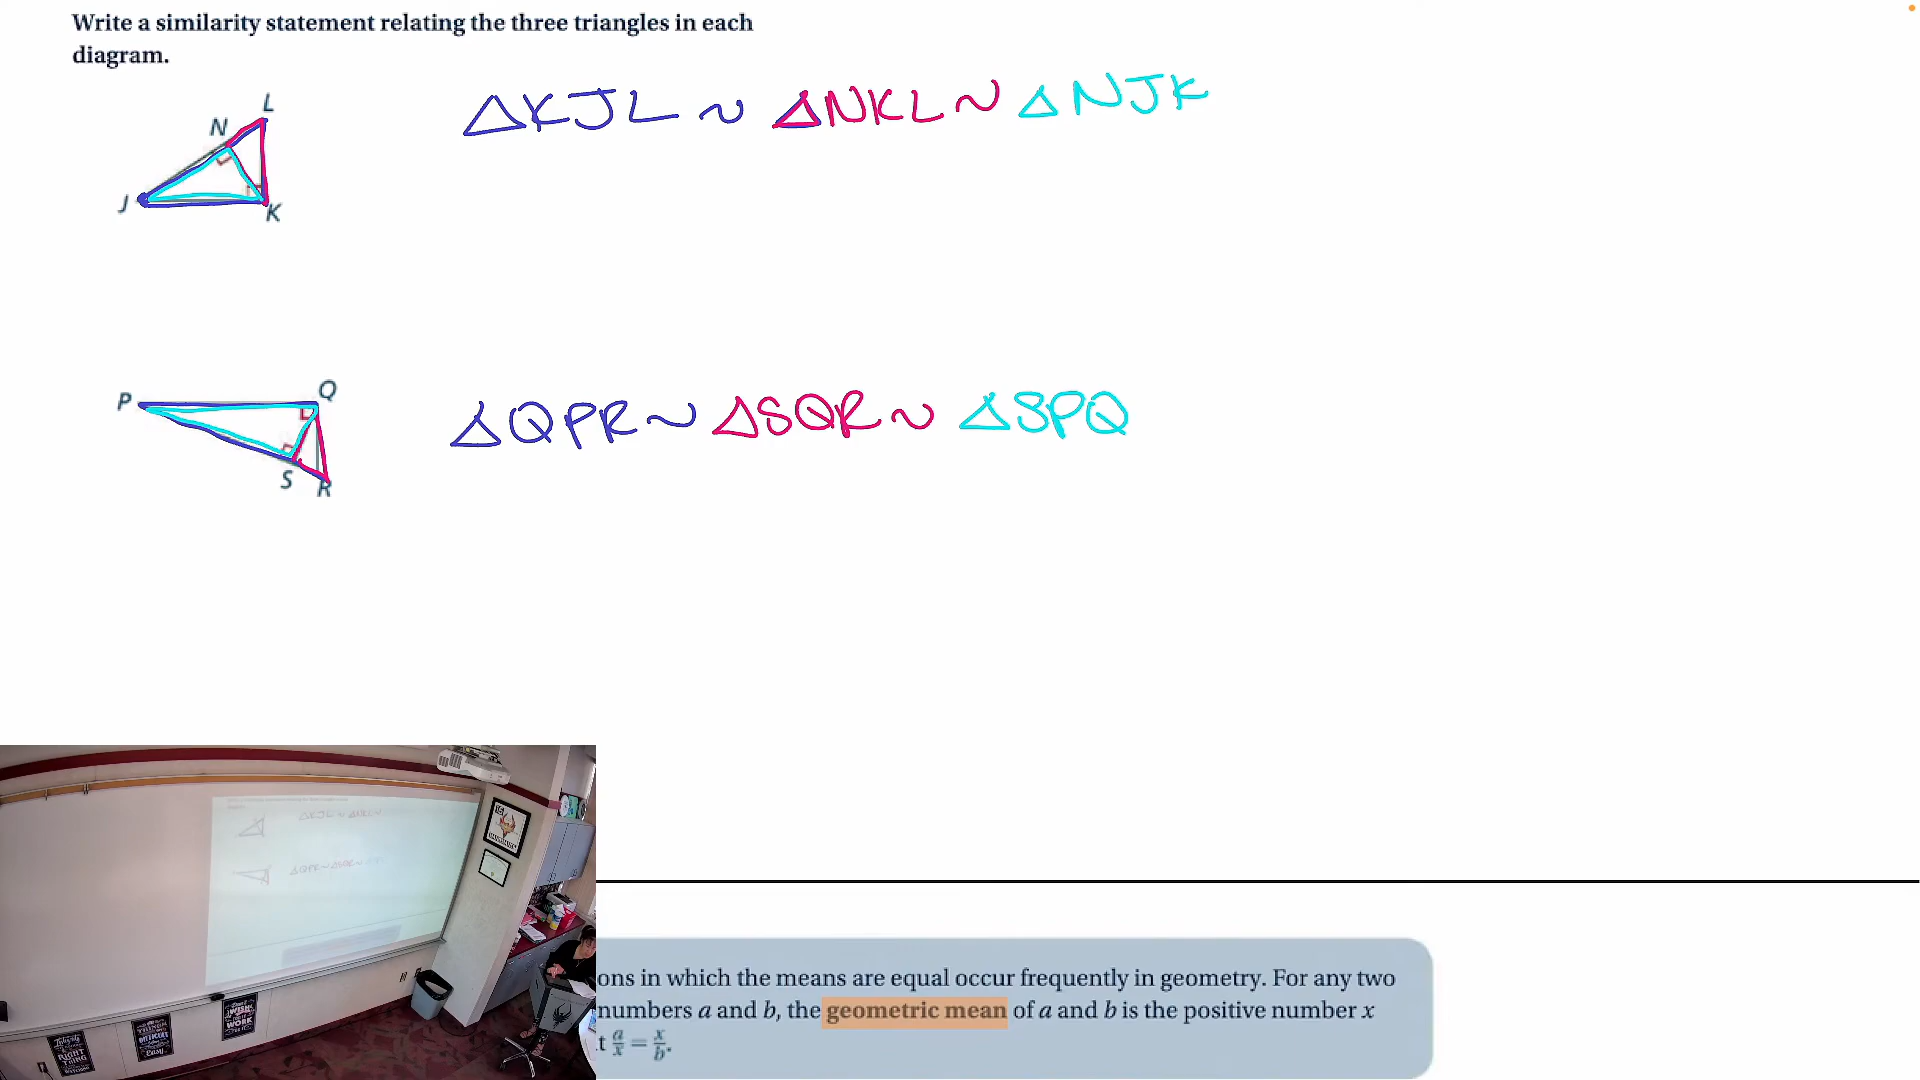 Write a similarity statement relating the three triangles in each
diagram.
L
N
J
K
△KJL ~ △NKL ~ △NJK
P
Q
S
R
△QPR ~ △SQR ~ △SPQ
ons in which the means are equal occur frequently in geometry. For any two
numbers a and b, the geometric mean of a and b is the positive number x
t a/x = x/b.